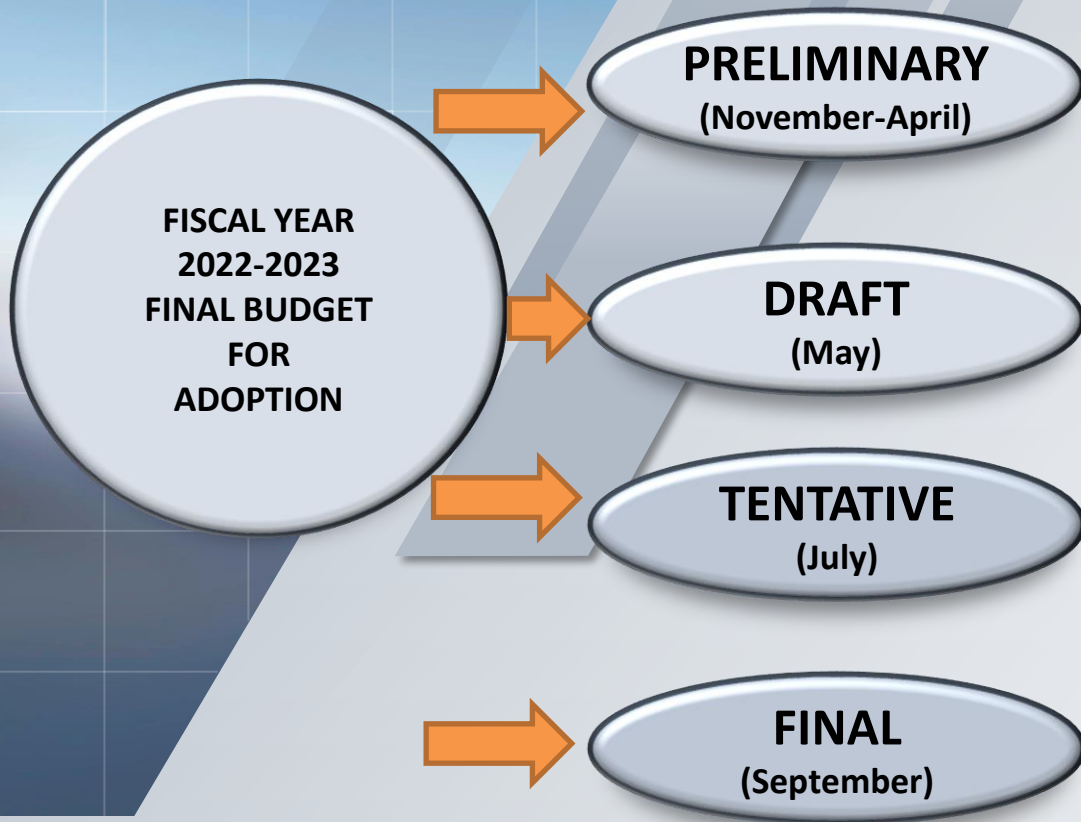 FISCAL YEAR
2022-2023
FINAL BUDGET
FOR
ADOPTION
PRELIMINARY
(November-April)
DRAFT
(May)
TENTATIVE
(July)
FINAL
(September)